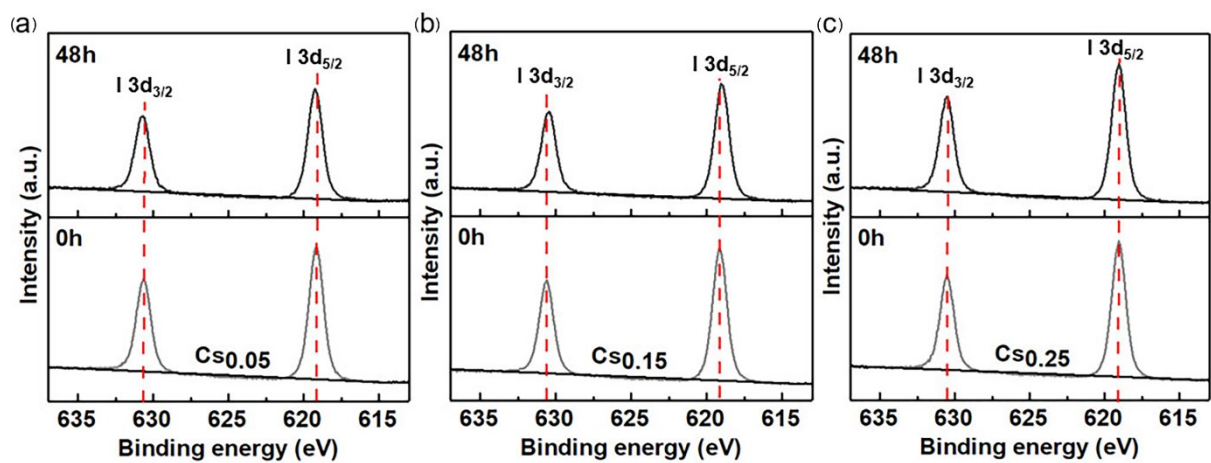 (a)
48h
I 3d3/2
I 3d5/2
0h
Cs0.05
Intensity (a.u.)
635 630 625 620 615
Binding energy (eV)
(b)
48h
I 3d3/2
I 3d5/2
0h
Cs0.15
Intensity (a.u.)
635 630 625 620 615
Binding energy (eV)
(c)
48h
I 3d3/2
I 3d5/2
0h
Cs0.25
Intensity (a.u.)
635 630 625 620 615
Binding energy (eV)